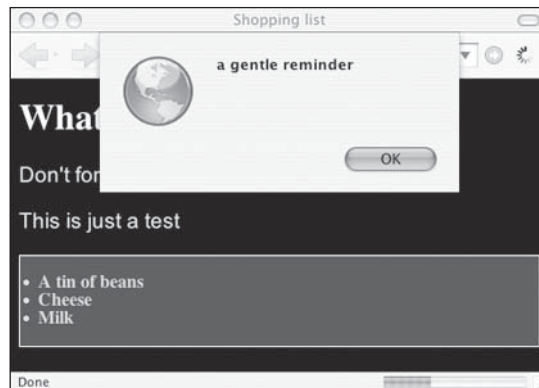 Shopping list
a gentle reminder
OK
What
Don't for
This is just a test
• A tin of beans
• Cheese
• Milk
Done